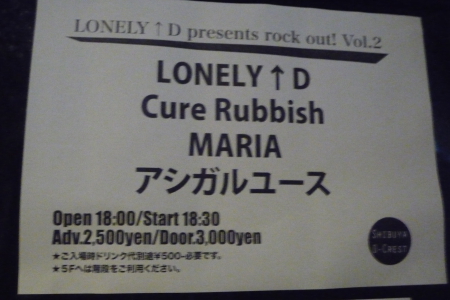 LONELY↑D presents rock out! Vol.2
LONELY↑D
Cure Rubbish
MARIA
アシガルユース
Open 18:00/Start 18:30
Adv.2,500yen/Door.3,000yen
★ご入場時ドリンク代別途¥500-必要です。
★5Fへは階段をご利用ください。
SHIBUYA
O-CREST